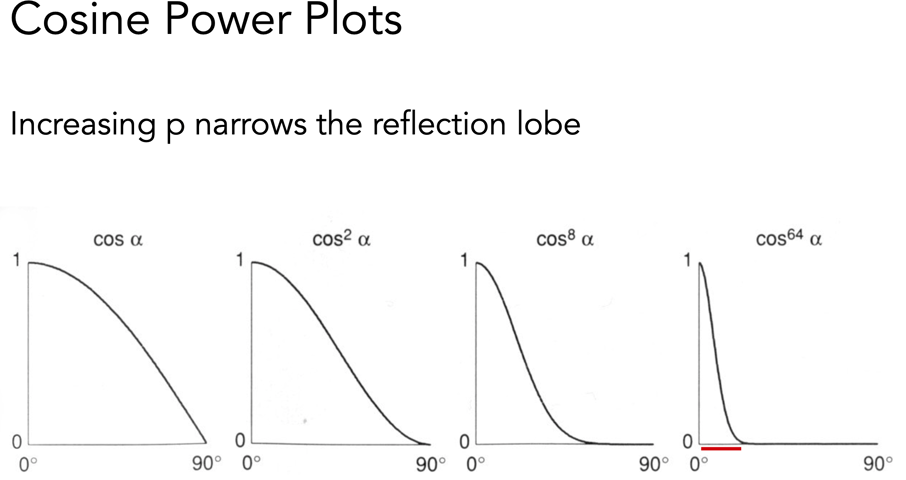 Cosine Power Plots
Increasing p narrows the reflection lobe
cos α
cos² α
cos⁸ α
cos⁶⁴ α
1
1
1
1
0
0
0
0
0° 90° 0° 90° 0° 90° 0° 90°